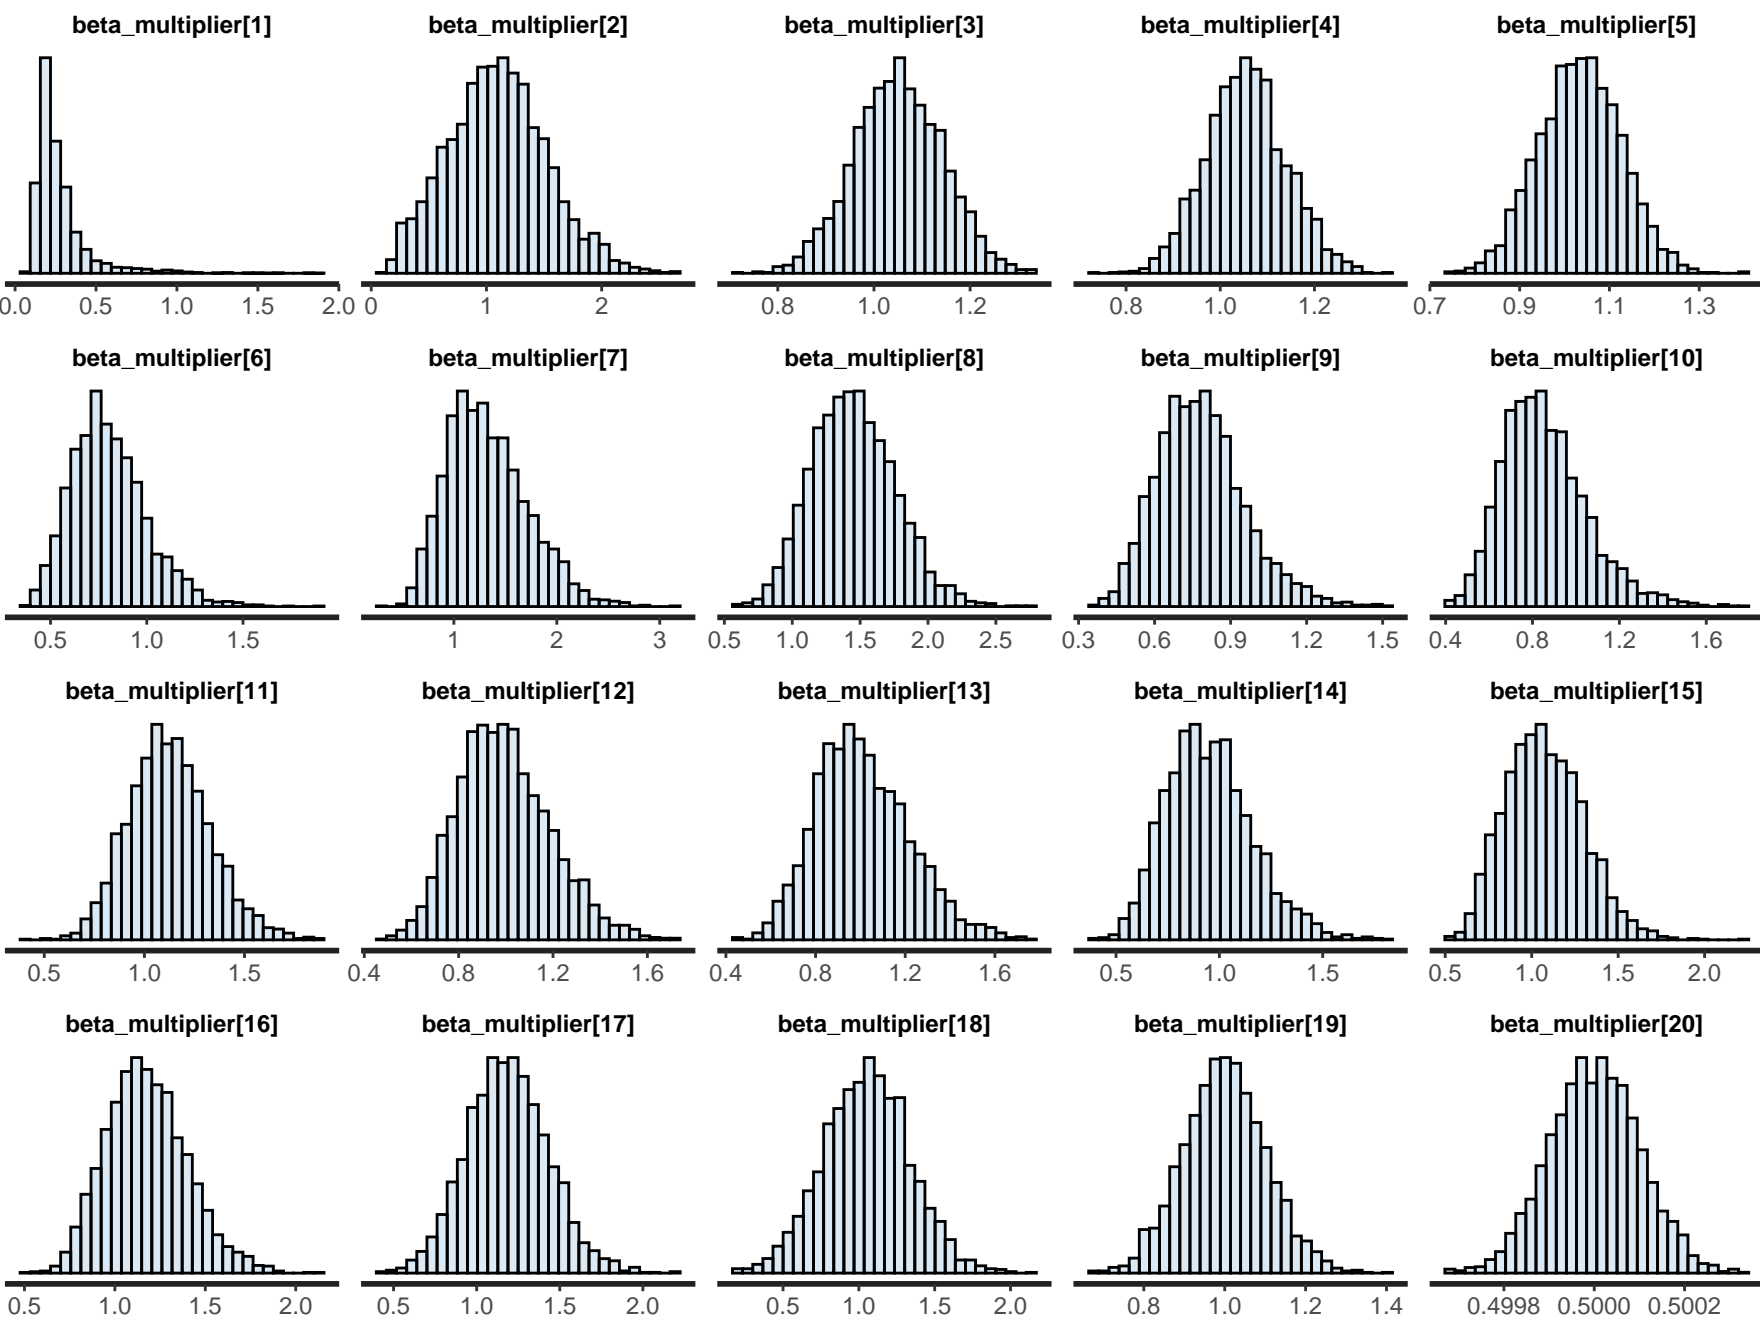 beta_multiplier[1] beta_multiplier[2] beta_multiplier[3] beta_multiplier[4] beta_multiplier[5]
0.0 0.5 1.0 1.5 2.0 0 1 2 0.8 1.0 1.2 0.8 1.0 1.2 0.7 0.9 1.1 1.3
beta_multiplier[6] beta_multiplier[7] beta_multiplier[8] beta_multiplier[9] beta_multiplier[10]
0.5 1.0 1.5 1 2 3 0.5 1.0 1.5 2.0 2.5 0.3 0.6 0.9 1.2 1.5 0.4 0.8 1.2 1.6
beta_multiplier[11] beta_multiplier[12] beta_multiplier[13] beta_multiplier[14] beta_multiplier[15]
0.5 1.0 1.5 0.4 0.8 1.2 1.6 0.4 0.8 1.2 1.6 0.5 1.0 1.5 0.5 1.0 1.5 2.0
beta_multiplier[16] beta_multiplier[17] beta_multiplier[18] beta_multiplier[19] beta_multiplier[20]
0.5 1.0 1.5 2.0 0.5 1.0 1.5 2.0 0.5 1.0 1.5 2.0 0.8 1.0 1.2 1.4 0.4998 0.5000 0.5002